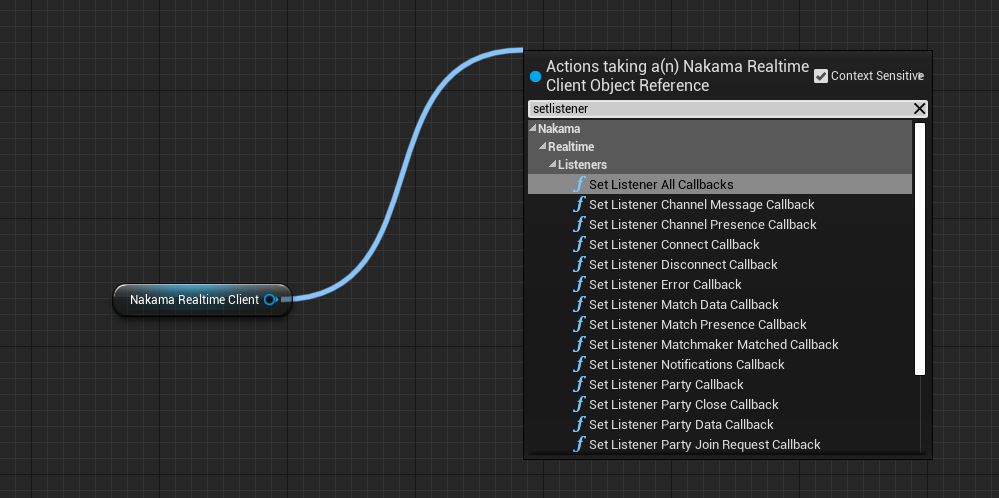 Actions taking a(n) Nakama Realtime
Client Object Reference
Context Sensitive
setlistener
Nakama
Realtime
Listeners
Set Listener All Callbacks
Set Listener Channel Message Callback
Set Listener Channel Presence Callback
Set Listener Connect Callback
Set Listener Disconnect Callback
Set Listener Error Callback
Set Listener Match Data Callback
Set Listener Match Presence Callback
Set Listener Matchmaker Matched Callback
Set Listener Notifications Callback
Set Listener Party Callback
Set Listener Party Close Callback
Set Listener Party Data Callback
Set Listener Party Join Request Callback
Nakama Realtime Client